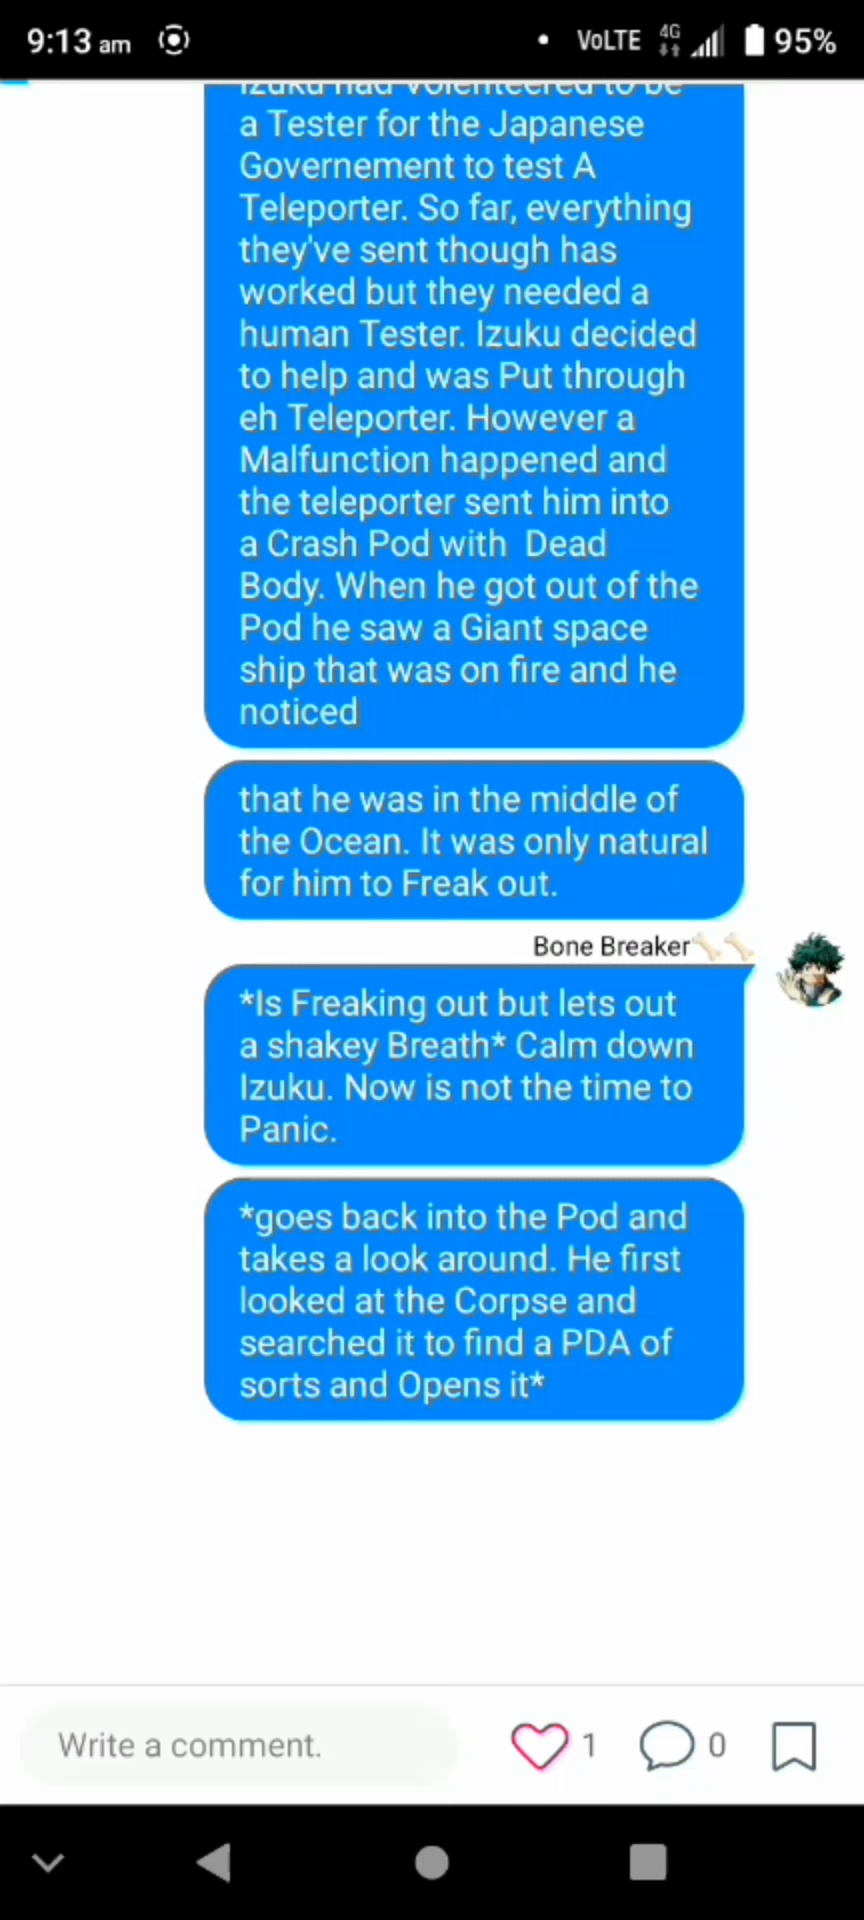 9:13 am
VoLTE 4G 95%
Izuku had Volenteered to be
a Tester for the Japanese
Governement to test A
Teleporter. So far, everything
they've sent though has
worked but they needed a
human Tester. Izuku decided
to help and was Put through
eh Teleporter. However a
Malfunction happened and
the teleporter sent him into
a Crash Pod with  Dead
Body. When he got out of the
Pod he saw a Giant space
ship that was on fire and he
noticed
that he was in the middle of
the Ocean. It was only natural
for him to Freak out.
Bone Breaker🦴🦴
*Is Freaking out but lets out
a shakey Breath* Calm down
Izuku. Now is not the time to
Panic.
*goes back into the Pod and
takes a look around. He first
looked at the Corpse and
searched it to find a PDA of
sorts and Opens it*
Write a comment.
1
0